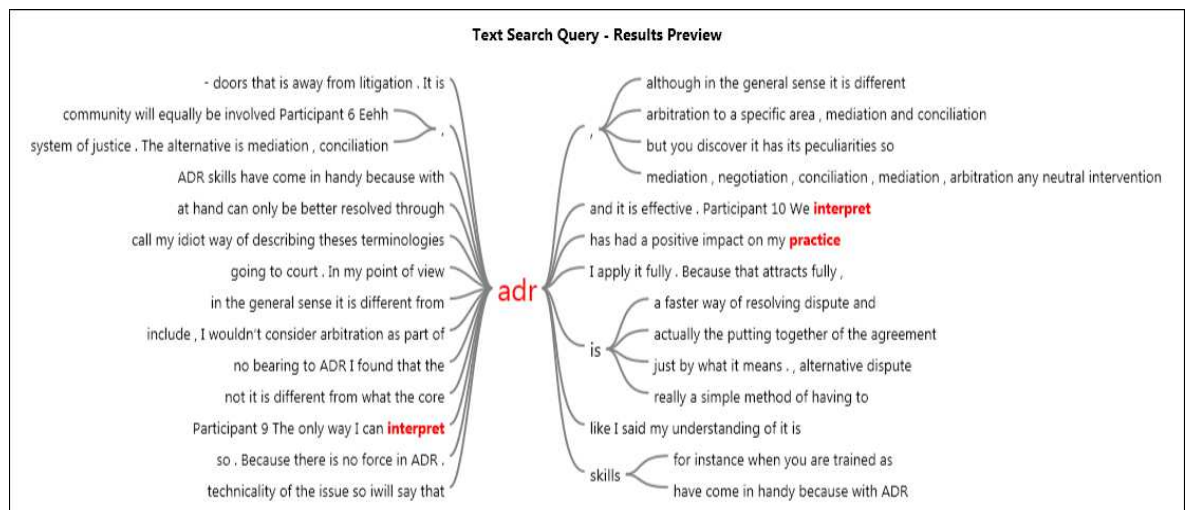 Text Search Query - Results Preview
- doors that is away from litigation . It is
community will equally be involved Participant 6 Eehh
system of justice . The alternative is mediation , conciliation
,
ADR skills have come in handy because with
at hand can only be better resolved through
call my idiot way of describing theses terminologies
going to court . In my point of view
in the general sense it is different from
include , I wouldn't consider arbitration as part of
no bearing to ADR I found that the
not it is different from what the core
Participant 9 The only way I can interpret
so . Because there is no force in ADR .
technicality of the issue so iwill say that
adr
,
although in the general sense it is different
arbitration to a specific area , mediation and conciliation
but you discover it has its peculiarities so
mediation , negotiation , conciliation , mediation , arbitration any neutral intervention
and it is effective . Participant 10 We interpret
has had a positive impact on my practice
I apply it fully . Because that attracts fully ,
is
a faster way of resolving dispute and
actually the putting together of the agreement
just by what it means . , alternative dispute
really a simple method of having to
like I said my understanding of it is
skills
for instance when you are trained as
have come in handy because with ADR